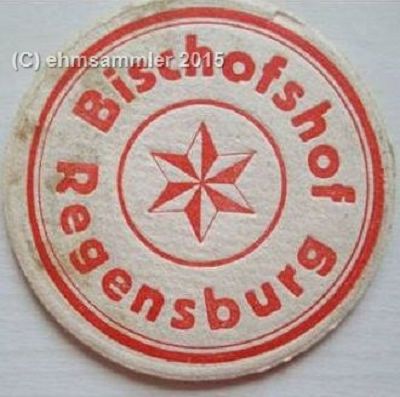 (C) ehmsammler 2015
Bischofshof
Regensburg